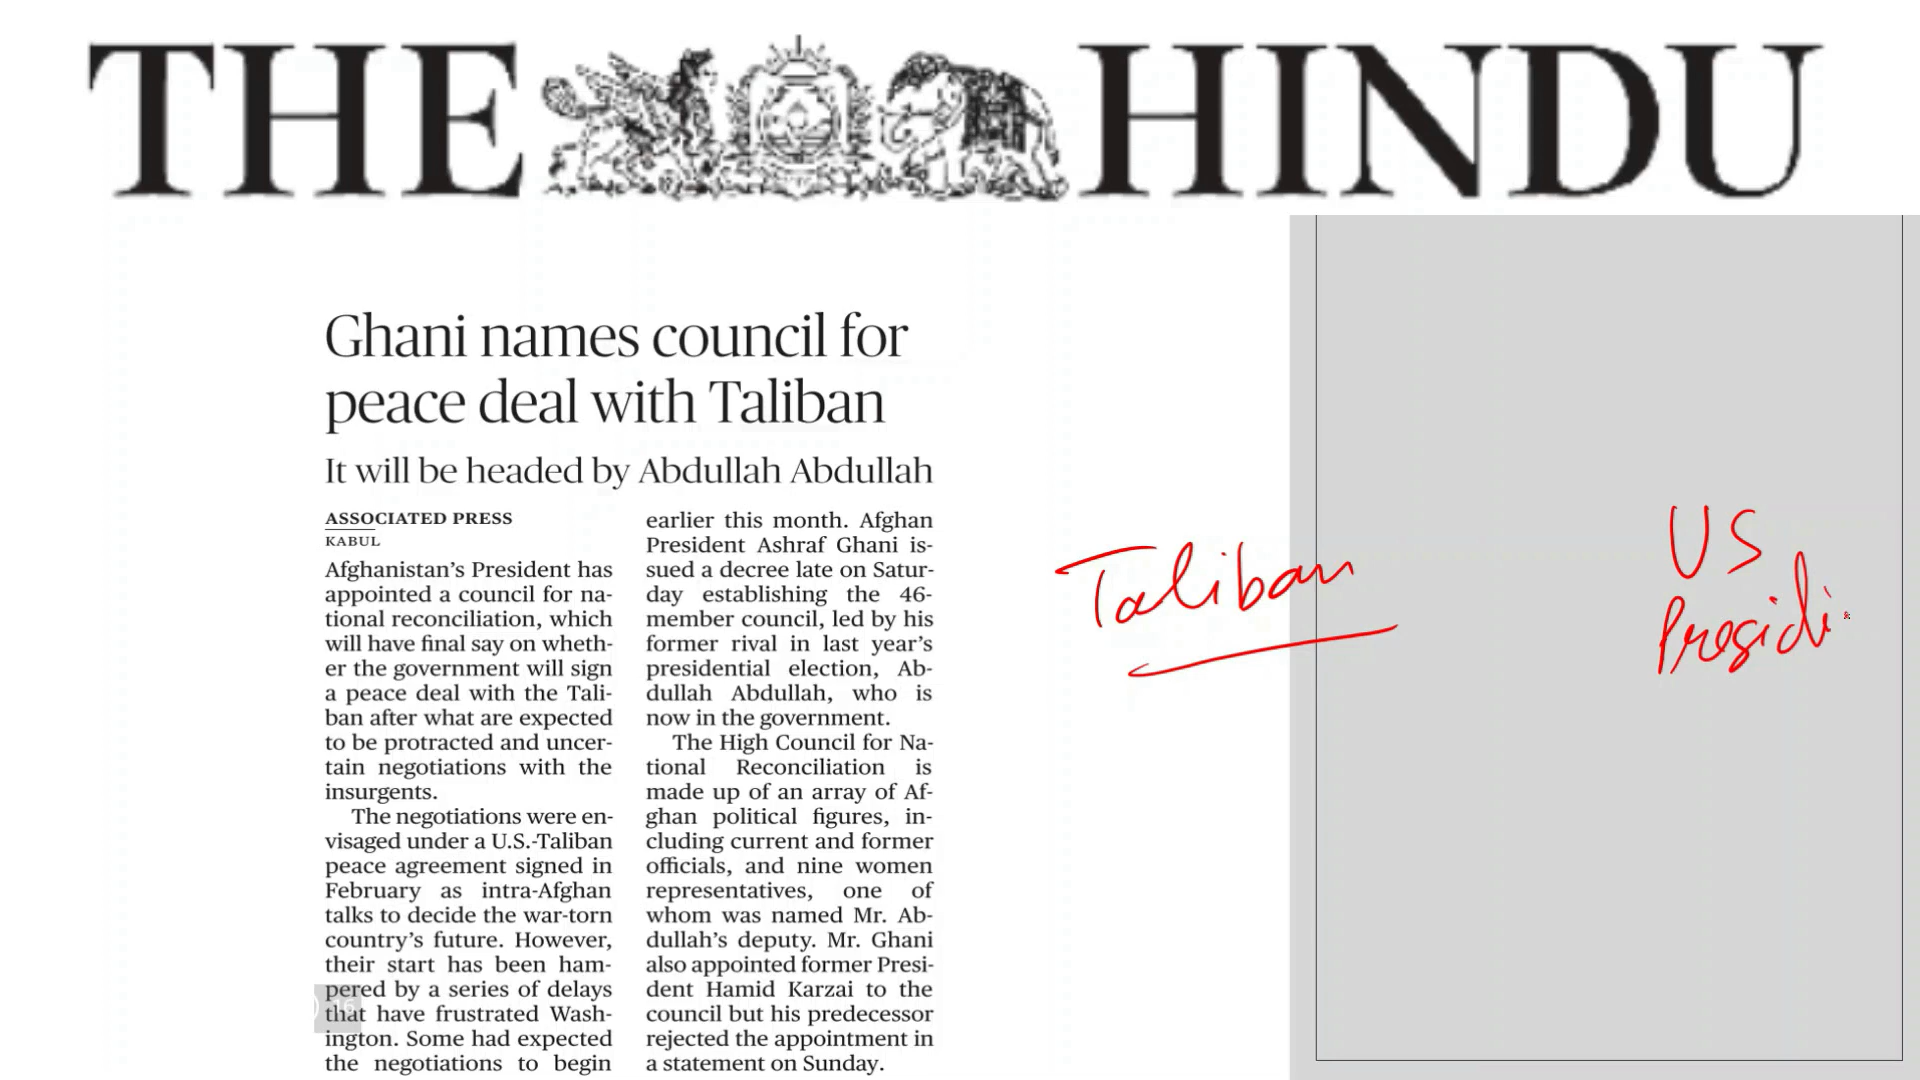 THE HINDU
Ghani names council for
peace deal with Taliban
It will be headed by Abdullah Abdullah
ASSOCIATED PRESS
KABUL
Afghanistan's President has
appointed a council for na-
tional reconciliation, which
will have final say on wheth-
er the government will sign
a peace deal with the Tali-
ban after what are expected
to be protracted and uncer-
tain negotiations with the
insurgents.
The negotiations were en-
visaged under a U.S.-Taliban
peace agreement signed in
February as intra-Afghan
talks to decide the war-torn
country's future. However,
their start has been ham-
pered by a series of delays
that have frustrated Wash-
ington. Some had expected
the negotiations to begin
earlier this month. Afghan
President Ashraf Ghani is-
sued a decree late on Satur-
day establishing the 46-
member council, led by his
former rival in last year's
presidential election, Ab-
dullah Abdullah, who is
now in the government.
The High Council for Na-
tional Reconciliation is
made up of an array of Af-
ghan political figures, in-
cluding current and former
officials, and nine women
representatives, one of
whom was named Mr. Ab-
dullah's deputy. Mr. Ghani
also appointed former Presi-
dent Hamid Karzai to the
council but his predecessor
rejected the appointment in
a statement on Sunday.
Taliban
US
Presidi